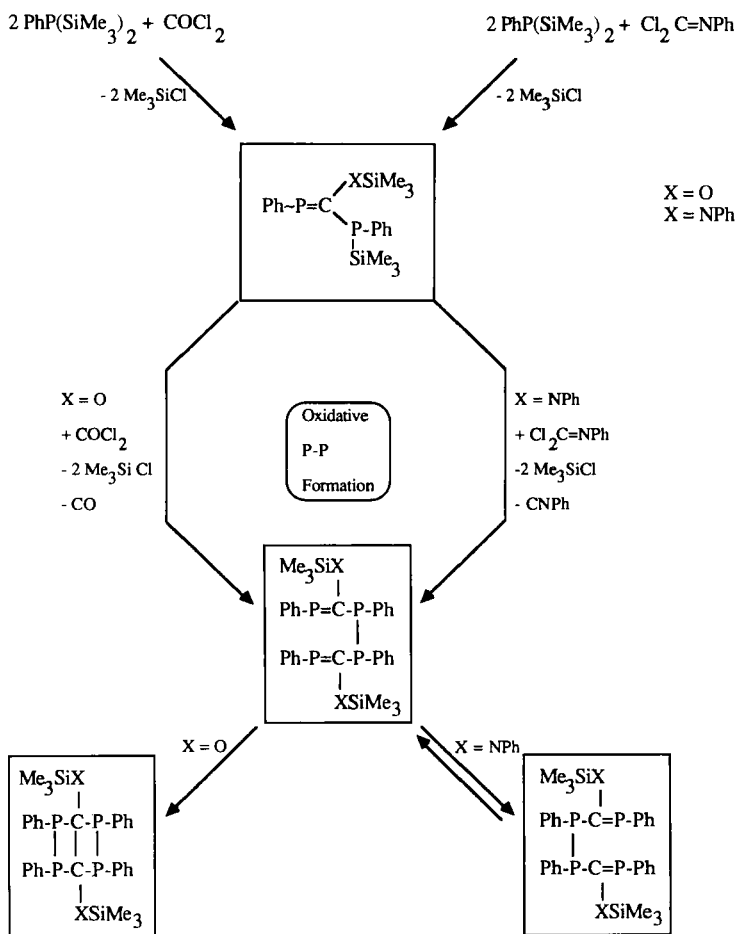 2 PhP(SiMe3)2 + COCl2
2 PhP(SiMe3)2 + Cl2 C=NPh
- 2 Me3SiCl
- 2 Me3SiCl
XSiMe3
Ph~P=C
P-Ph
SiMe3
X = O
X = NPh
X = O
+ COCl2
- 2 Me3Si Cl
- CO
Oxidative
P-P
Formation
X = NPh
+ Cl2C=NPh
-2 Me3SiCl
- CNPh
Me3SiX
Ph-P=C-P-Ph
Ph-P=C-P-Ph
XSiMe3
X = O
X = NPh
Me3SiX
Ph-P-C-P-Ph
Ph-P-C-P-Ph
XSiMe3
Me3SiX
Ph-P-C=P-Ph
Ph-P-C=P-Ph
XSiMe3